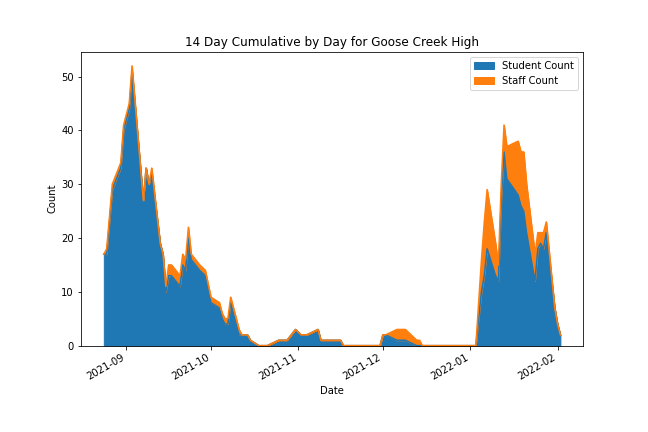 14 Day Cumulative by Day for Goose Creek High
Student Count
Staff Count
Count
50
40
30
20
10
0
2021-09
2021-10
2021-11
2021-12
2022-01
2022-02
Date